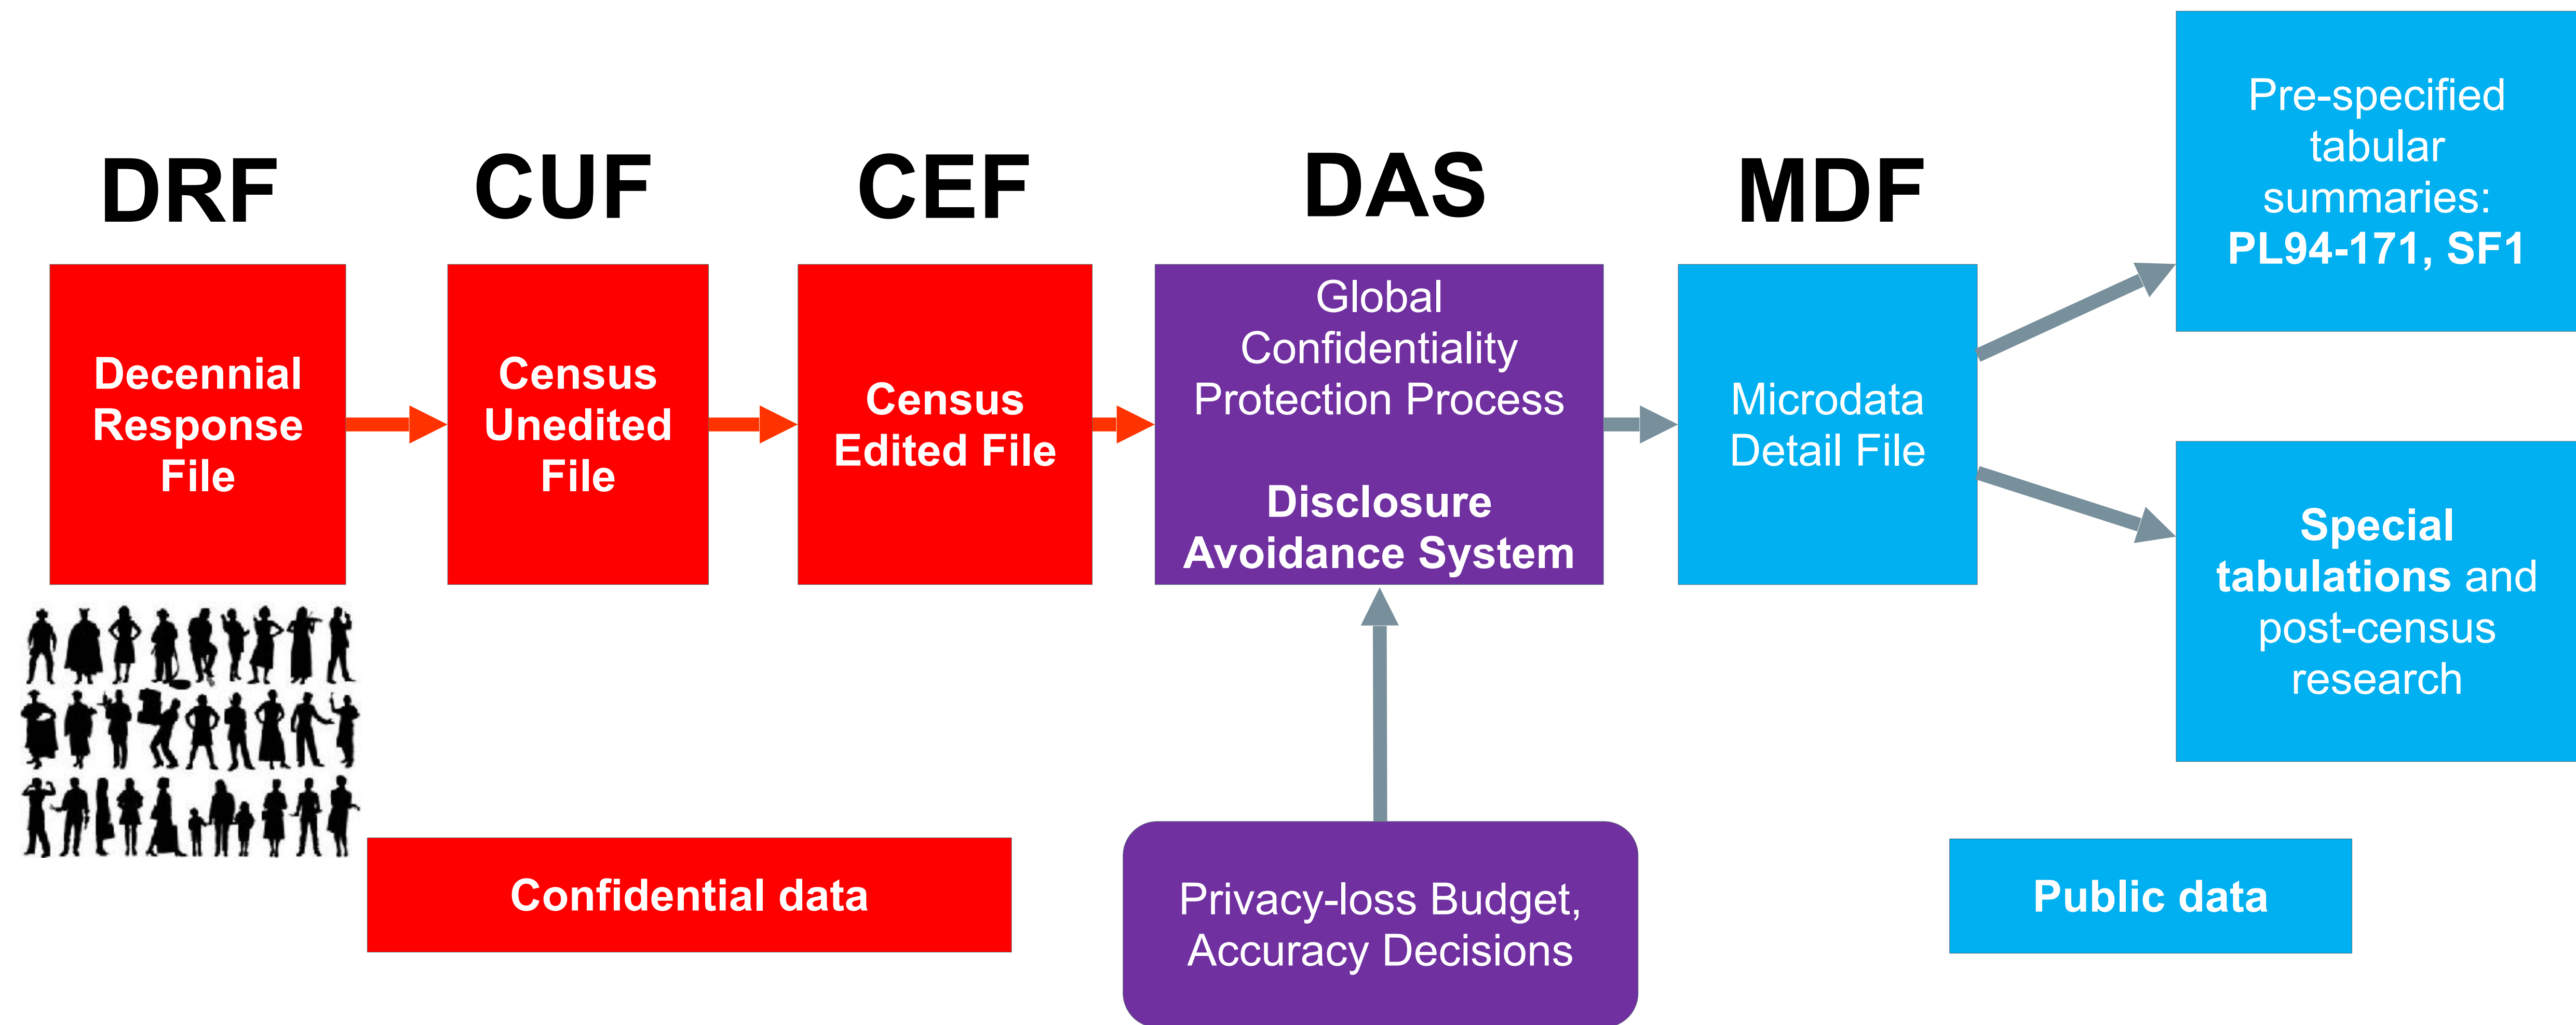 DRF
CUF
CEF
DAS
MDF
Decennial
Response
File
Census
Unedited
File
Census
Edited File
Global
Confidentiality
Protection Process
Disclosure
Avoidance System
Microdata
Detail File
Pre-specified
tabular
summaries:
PL94-171, SF1
Special
tabulations and
post-census
research
Confidential data
Privacy-loss Budget,
Accuracy Decisions
Public data